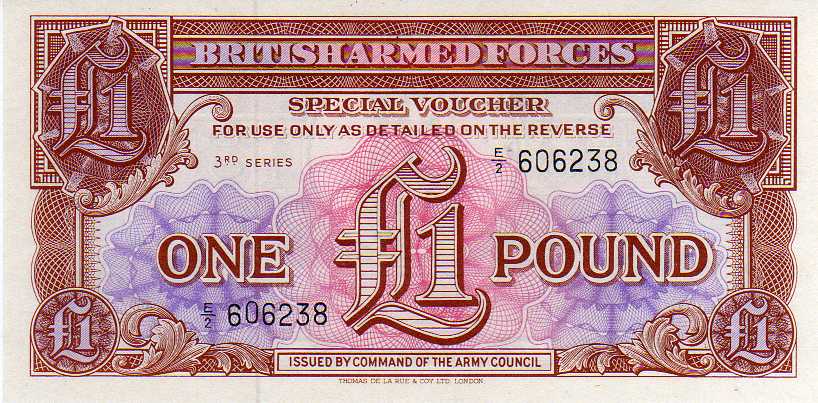 BRITISH ARMED FORCES
£1
£1
SPECIAL VOUCHER
FOR USE ONLY AS DETAILED ON THE REVERSE
3RD SERIES
E/2 606238
ONE £1 POUND
E/2 606238
£1
£1
ISSUED BY COMMAND OF THE ARMY COUNCIL
THOMAS DE LA RUE & COY LTD. LONDON